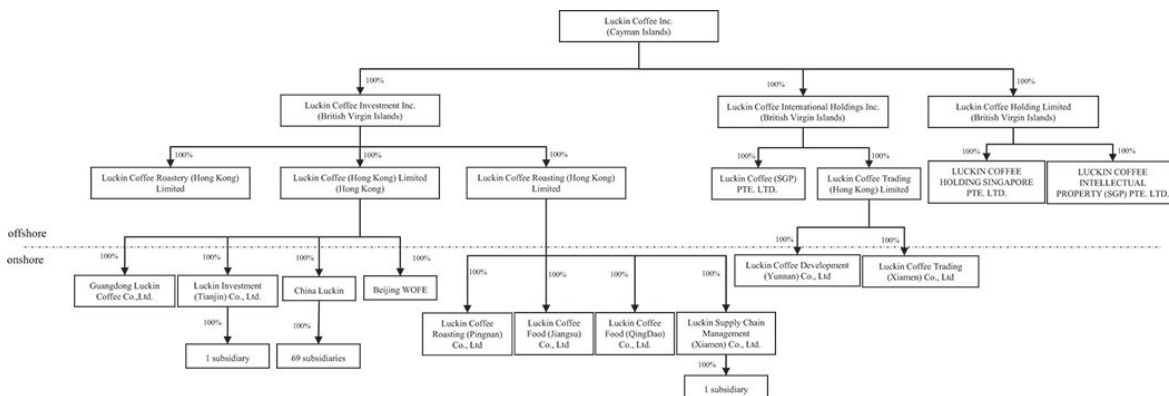 Luckin Coffee Inc.
(Cayman Islands)
100%
100%
100%
Luckin Coffee Investment Inc.
(British Virgin Islands)
Luckin Coffee International Holdings Inc.
(British Virgin Islands)
Luckin Coffee Holding Limited
(British Virgin Islands)
100%
100%
100%
100%
100%
100%
100%
Luckin Coffee Roastery (Hong Kong)
Limited
Luckin Coffee (Hong Kong) Limited
(Hong Kong)
Luckin Coffee Roasting (Hong Kong)
Limited
Luckin Coffee (SGP)
PTE. LTD.
Luckin Coffee Trading
(Hong Kong) Limited
LUCKIN COFFEE
HOLDING SINGAPORE
PTE. LTD.
LUCKIN COFFEE
INTELLECTUAL
PROPERTY (SGP) PTE. LTD.
offshore
onshore
100%
100%
100%
100%
100%
100%
100%
100%
100%
100%
Guangdong Luckin
Coffee Co.,Ltd.
Luckin Investment
(Tianjin) Co., Ltd.
China Luckin
Beijing WOFE
Luckin Coffee Development
(Yunnan) Co., Ltd
Luckin Coffee Trading
(Xiamen) Co., Ltd
Luckin Coffee
Roasting (Pingnan)
Co., Ltd
Luckin Coffee
Food (Jiangsu)
Co., Ltd
Luckin Coffee
Food (QingDao)
Co., Ltd.
Luckin Supply Chain
Management
(Xiamen) Co., Ltd.
100%
100%
100%
1 subsidiary
69 subsidiaries
1 subsidiary